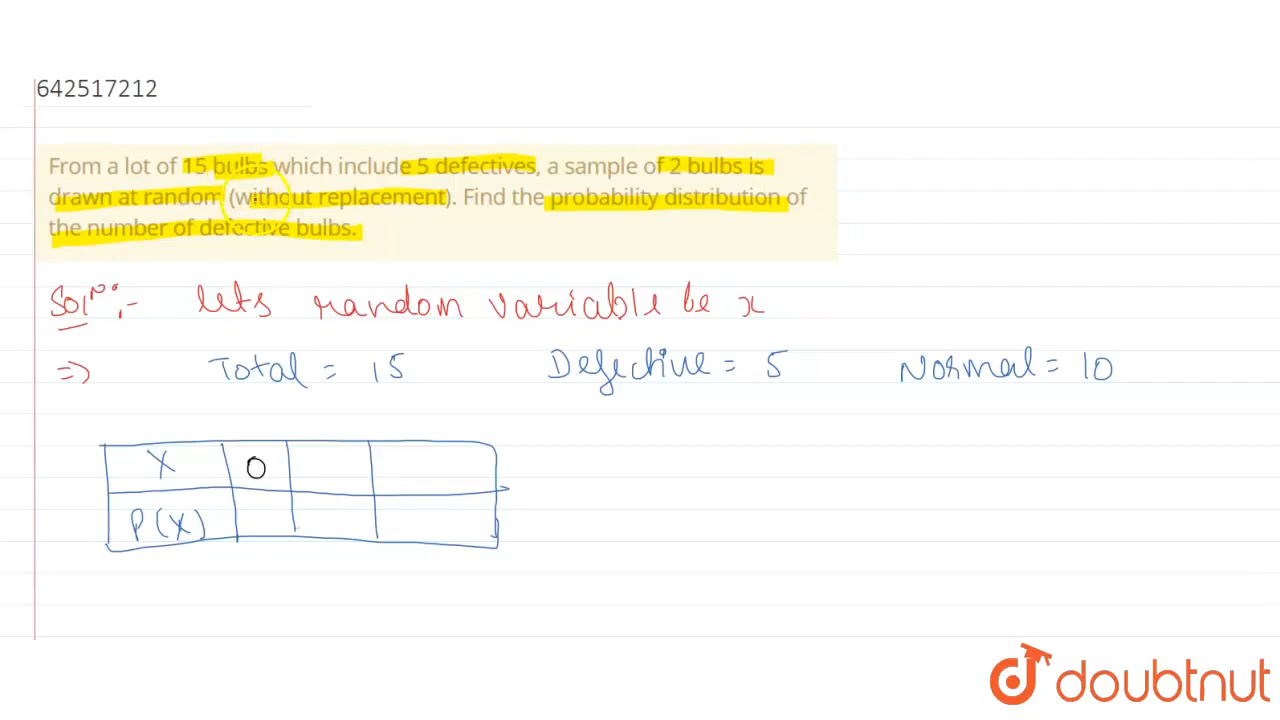 642517212
From a lot of 15 bulbs which include 5 defectives, a sample of 2 bulbs is
drawn at random (without replacement). Find the probability distribution of
the number of defective bulbs.
Solⁿ:- lets random variable be x
⇒ Total = 15 Defective = 5 Normal = 10
X 0
P(X)
doubtnut